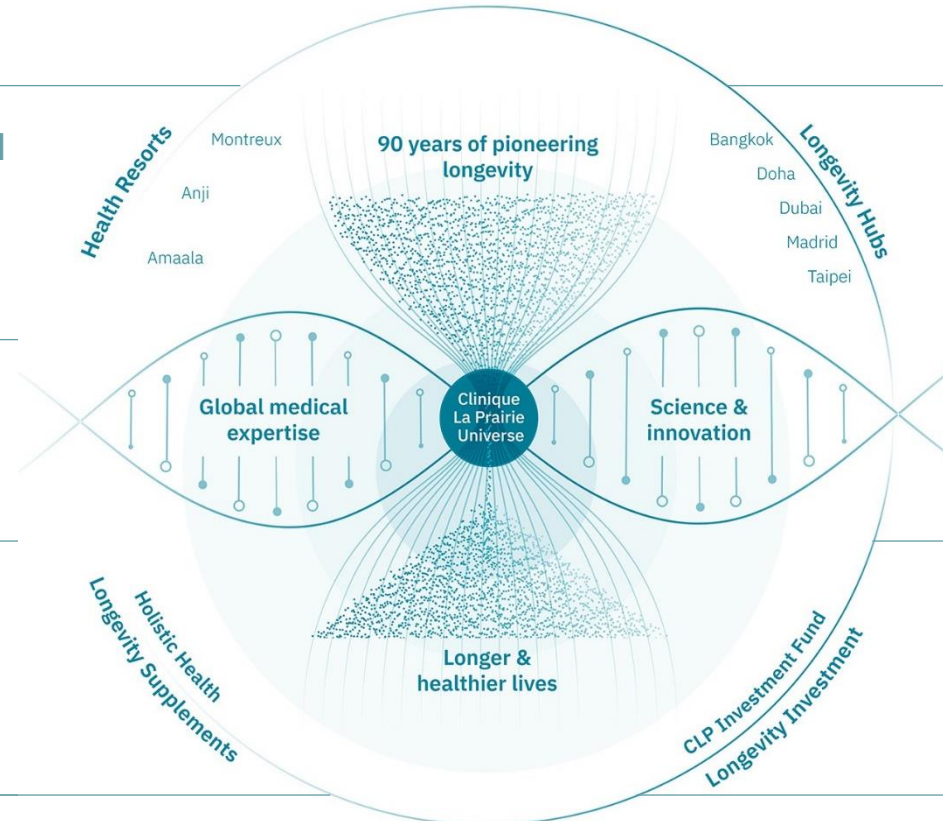 Health Resorts
Montreux
Anji
Amaala
90 years of pioneering
longevity
Longevity Hubs
Bangkok
Doha
Dubai
Madrid
Taipei
Global medical
expertise
Clinique
La Prairie
Universe
Science &
innovation
Holistic Health
Longevity Supplements
Longer &
healthier lives
CLP Investment Fund
Longevity Investment